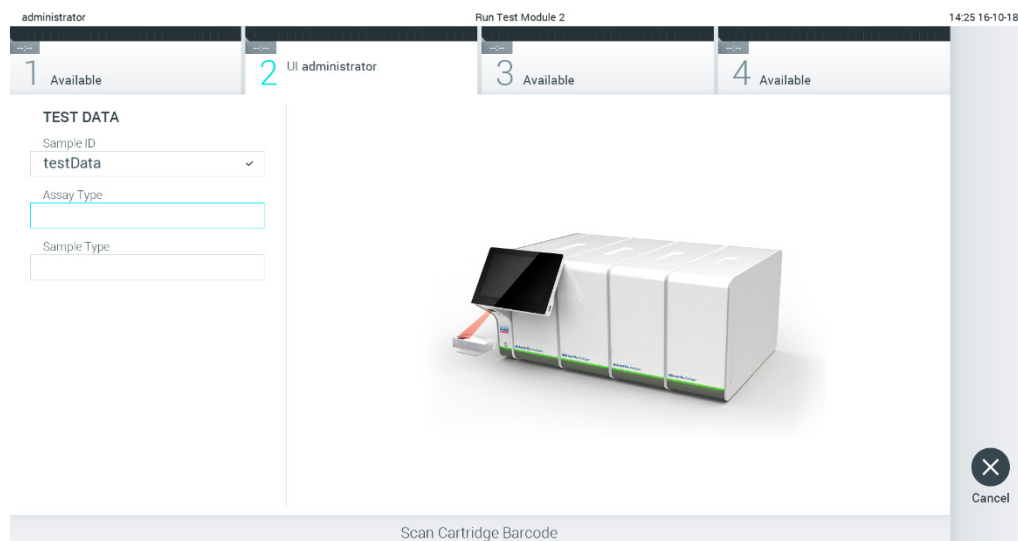 administrator
Run Test Module 2
14:25 16-10-18
--:--
--:--
--:--
--:--
1 Available
2 UI administrator
3 Available
4 Available
TEST DATA
Sample ID
testData
Assay Type
Sample Type
Cancel
Scan Cartridge Barcode